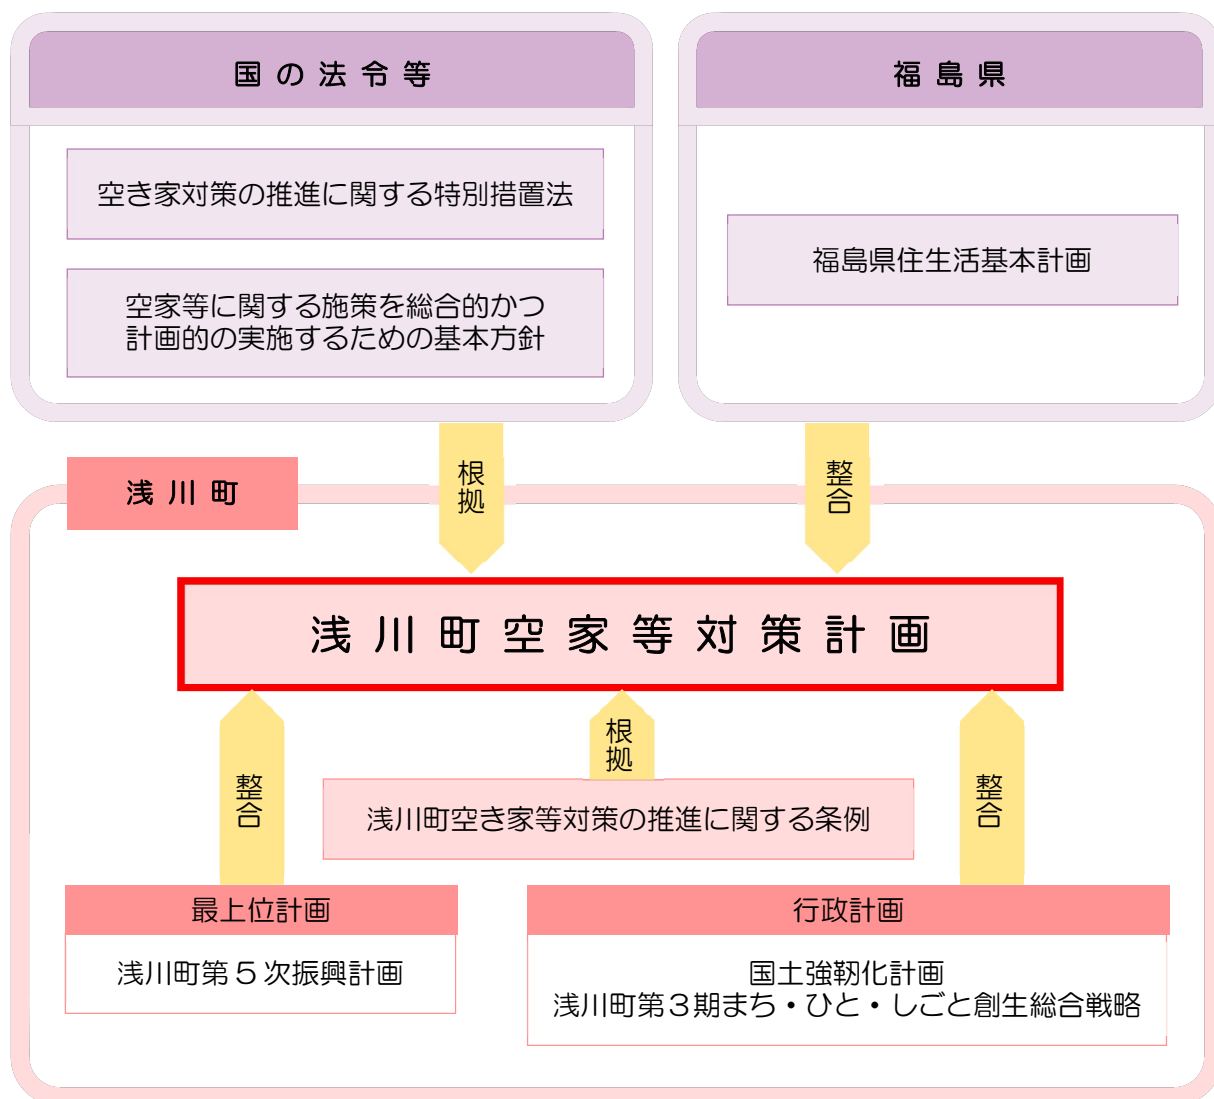 国の法令等
空き家対策の推進に関する特別措置法
空家等に関する施策を総合的かつ
計画的の実施するための基本方針
福島県
福島県住生活基本計画
根拠
整合
浅川町
浅川町空家等対策計画
整合
根拠
整合
浅川町空き家等対策の推進に関する条例
最上位計画
浅川町第5次振興計画
行政計画
国土強靭化計画
浅川町第3期まち・ひと・しごと創生総合戦略